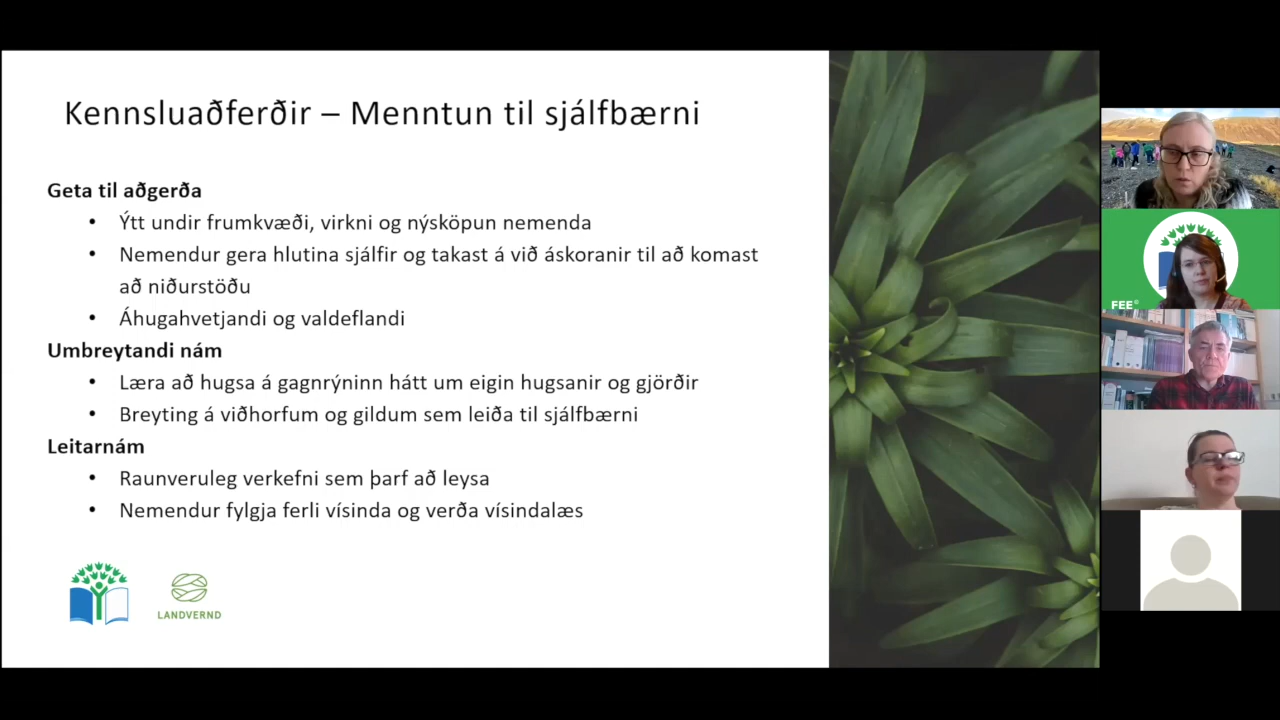 Kennsluaðferðir – Menntun til sjálfbærni
Geta til aðgerða
• Ýtt undir frumkvæði, virkni og nýsköpun nemenda
• Nemendur gera hlutina sjálfir og takast á við áskoranir til að komast
að niðurstöðu
• Áhugahvetjandi og valdeflandi
Umbreytandi nám
• Læra að hugsa á gagnrýninn hátt um eigin hugsanir og gjörðir
• Breyting á viðhorfum og gildum sem leiða til sjálfbærni
Leitarnám
• Raunveruleg verkefni sem þarf að leysa
• Nemendur fylgja ferli vísinda og verða vísindalæs
LANDVERND
FEE©